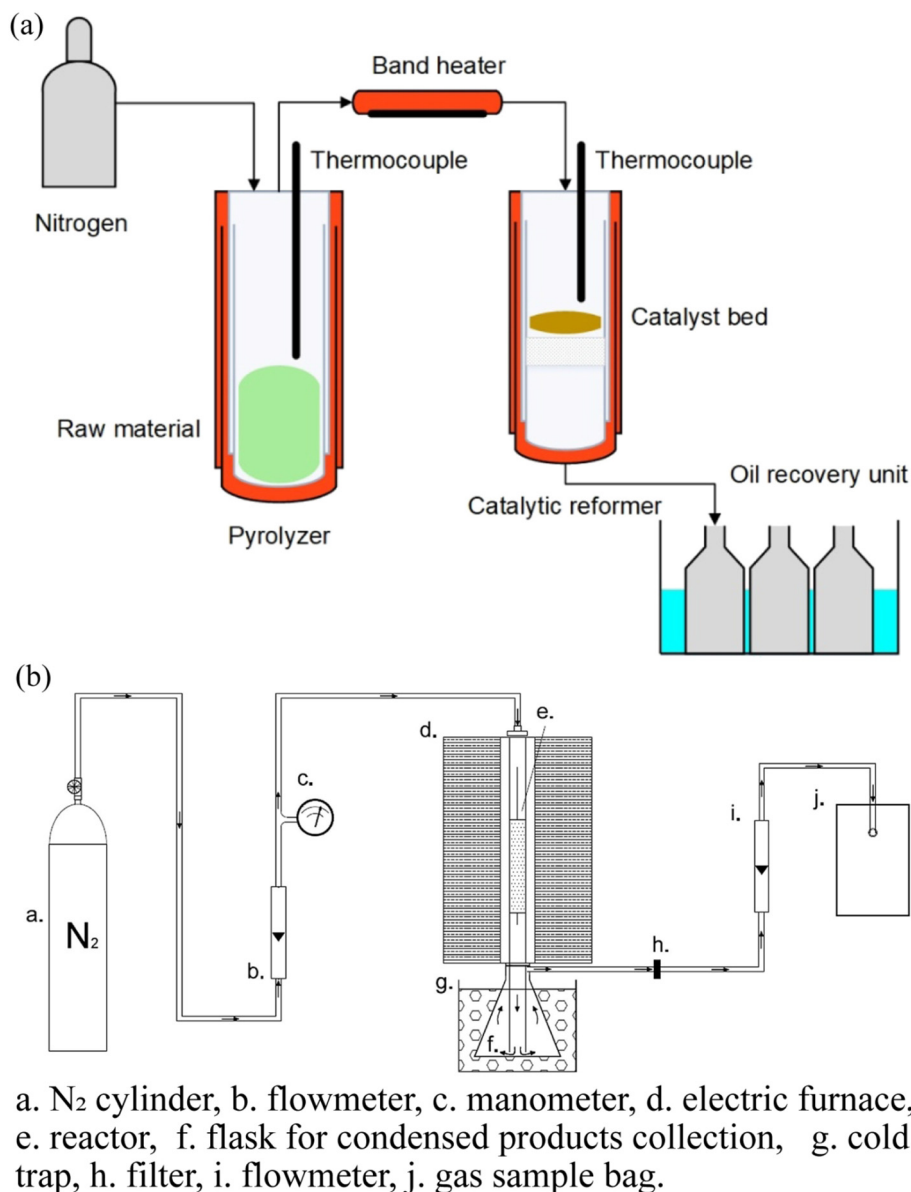 (a)
Band heater
Thermocouple
Thermocouple
Nitrogen
Catalyst bed
Raw material
Oil recovery unit
Catalytic reformer
Pyrolyzer
(b)
e.
d.
c.
j.
i.
a.
N₂
h.
b.
g.
f.
a. N₂ cylinder, b. flowmeter, c. manometer, d. electric furnace,
e. reactor, f. flask for condensed products collection, g. cold
trap, h. filter, i. flowmeter, j. gas sample bag.